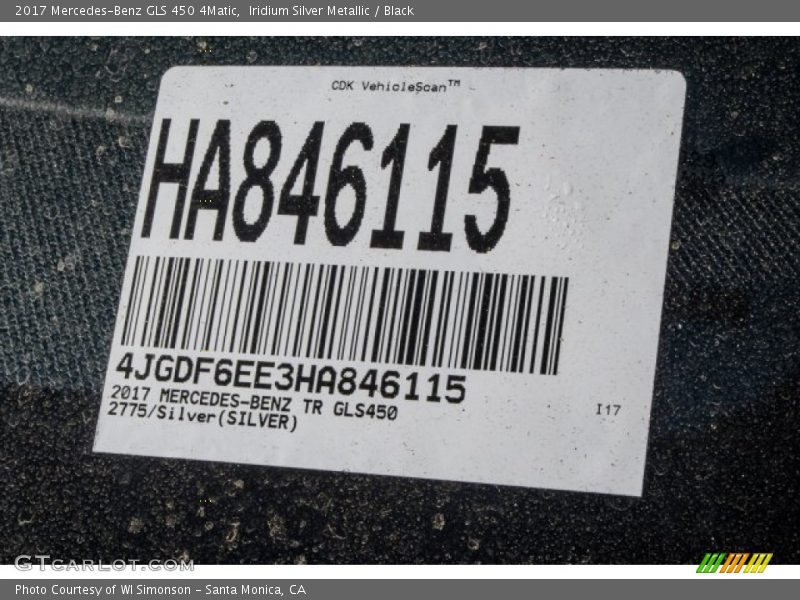 2017 Mercedes-Benz GLS 450 4Matic, Iridium Silver Metallic / Black
CDK VehicleScan™
HA846115
4JGDF6EE3HA846115
2017 MERCEDES-BENZ TR GLS450
2775/Silver(SILVER)
I17
GTcarlot.com
Photo Courtesy of WI Simonson - Santa Monica, CA